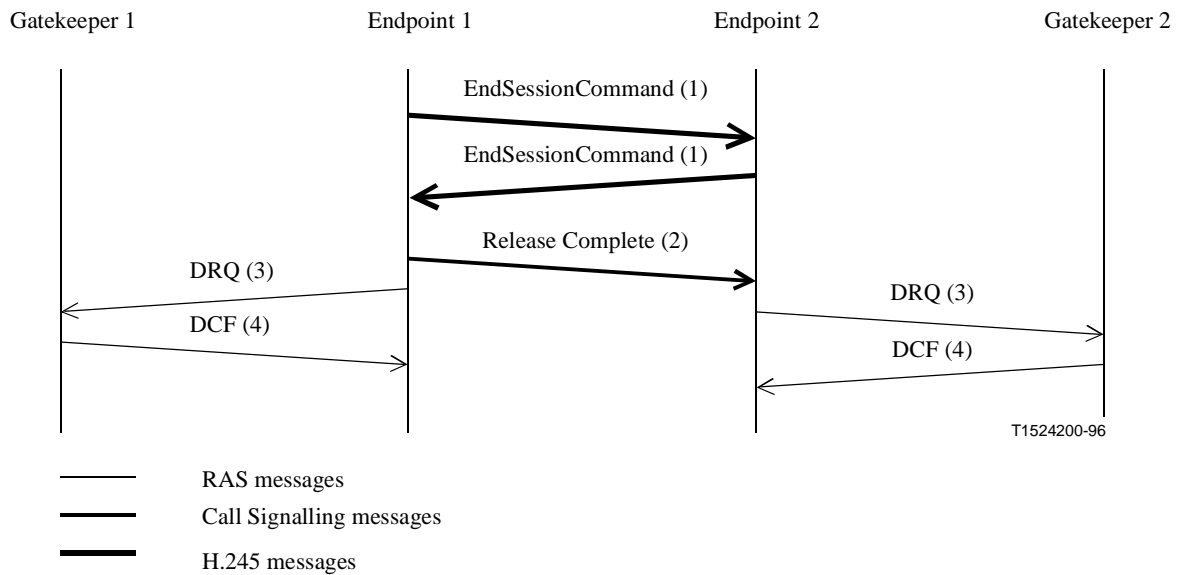 Gatekeeper 1
Endpoint 1
Endpoint 2
Gatekeeper 2
EndSessionCommand (1)
EndSessionCommand (1)
Release Complete (2)
DRQ (3)
DRQ (3)
DCF (4)
DCF (4)
T1524200-96
RAS messages
Call Signalling messages
H.245 messages